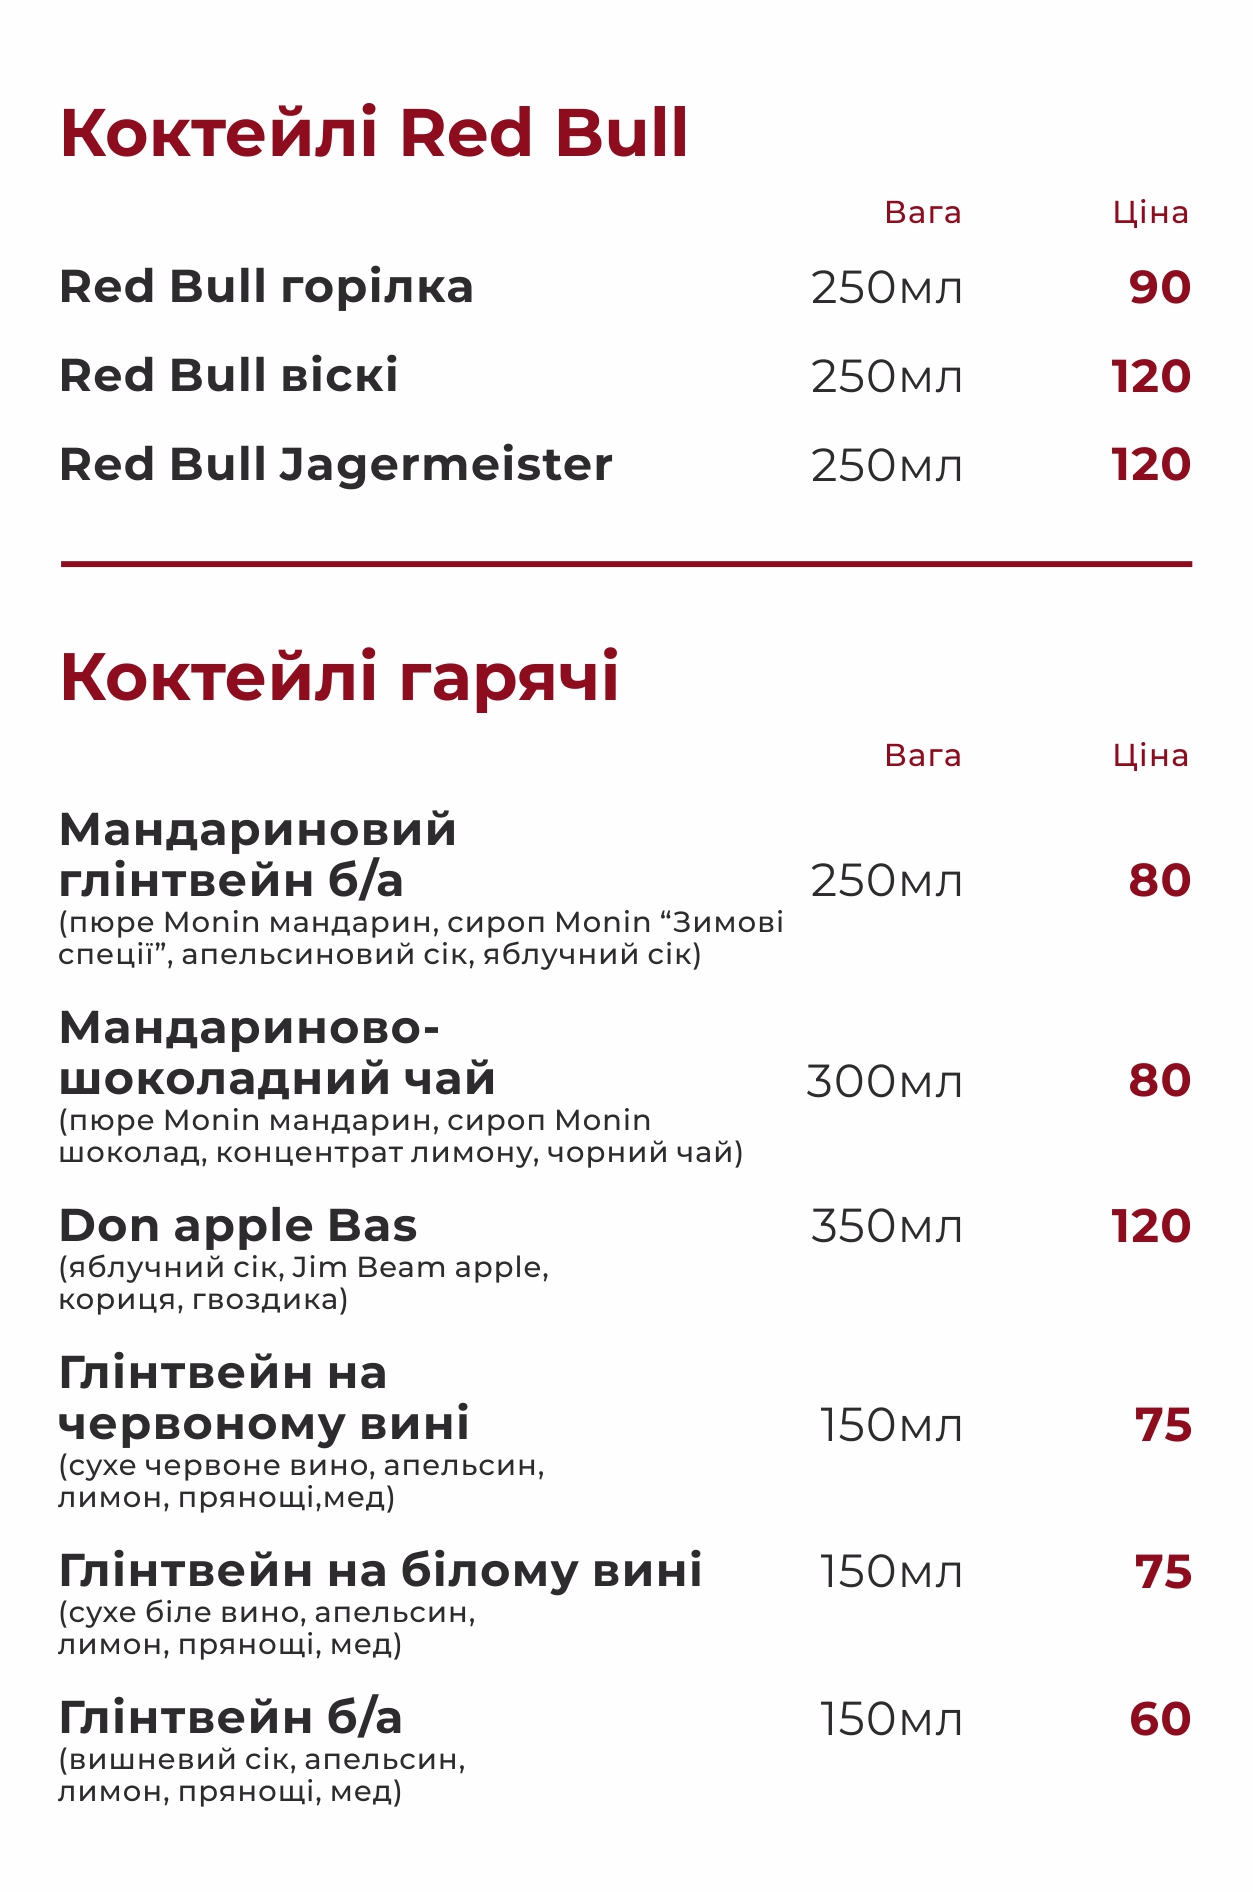 Коктейлі Red Bull
Вага Ціна
Red Bull горілка 250мл 90
Red Bull віскі 250мл 120
Red Bull Jagermeister 250мл 120
Коктейлі гарячі
Вага Ціна
Мандариновий
глінтвейн б/а 250мл 80
(пюре Monin мандарин, сироп Monin “Зимові
спеції”, апельсиновий сік, яблучний сік)
Мандариново-
шоколадний чай 300мл 80
(пюре Monin мандарин, сироп Monin
шоколад, концентрат лимону, чорний чай)
Don apple Bas 350мл 120
(яблучний сік, Jim Beam apple,
кориця, гвоздика)
Глінтвейн на
червоному вині 150мл 75
(сухе червоне вино, апельсин,
лимон, прянощі,мед)
Глінтвейн на білому вині 150мл 75
(сухе біле вино, апельсин,
лимон, прянощі, мед)
Глінтвейн б/а 150мл 60
(вишневий сік, апельсин,
лимон, прянощі, мед)